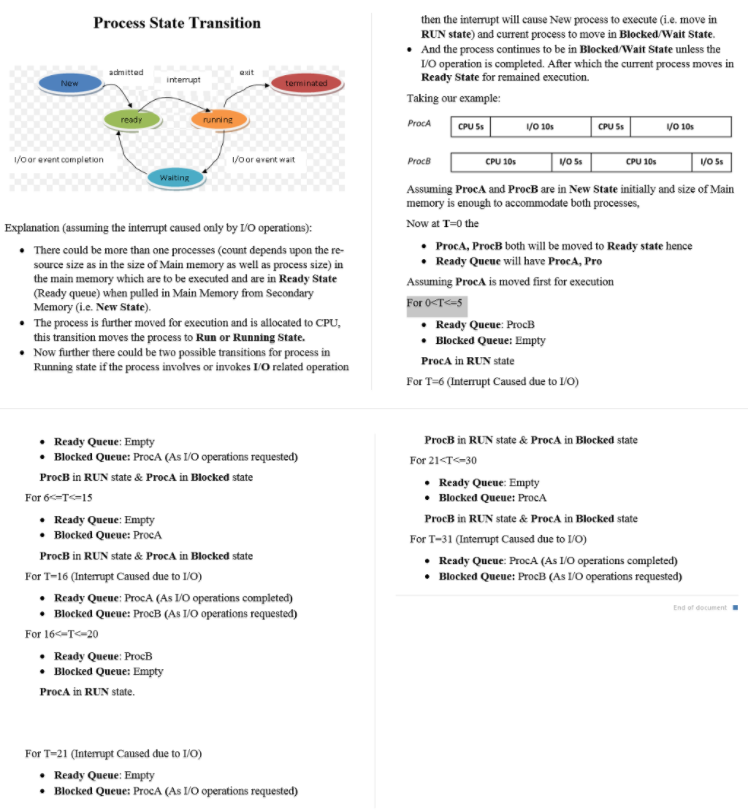 Process State Transition
admitted
interrupt
exit
New
terminated
ready
running
I/O or event completion
I/O or event wait
Waiting
Explanation (assuming the interrupt caused only by I/O operations):
• There could be more than one processes (count depends upon the re-
source size as in the size of Main memory as well as process size) in
the main memory which are to be executed and are in Ready State
(Ready queue) when pulled in Main Memory from Secondary
Memory (i.e. New State).
• The process is further moved for execution and is allocated to CPU,
this transition moves the process to Run or Running State.
• Now further there could be two possible transitions for process in
Running state if the process involves or invokes I/O related operation
then the interrupt will cause New process to execute (i.e. move in
RUN state) and current process to move in Blocked/Wait State.
• And the process continues to be in Blocked/Wait State unless the
I/O operation is completed. After which the current process moves in
Ready State for remained execution.
Taking our example:
ProcA CPU 5s I/O 10s CPU 5s I/O 10s
ProcB CPU 10s I/O 5s CPU 10s I/O 5s
Assuming ProcA and ProcB are in New State initially and size of Main
memory is enough to accommodate both processes,
Now at T=0 the
• ProcA, ProcB both will be moved to Ready state hence
• Ready Queue will have ProcA, Pro
Assuming ProcA is moved first for execution
For 0<T<=5
• Ready Queue: ProcB
• Blocked Queue: Empty
ProcA in RUN state
For T=6 (Interrupt Caused due to I/O)
• Ready Queue: Empty
• Blocked Queue: ProcA (As I/O operations requested)
ProcB in RUN state & ProcA in Blocked state
For 6<=T<=15
• Ready Queue: Empty
• Blocked Queue: ProcA
ProcB in RUN state & ProcA in Blocked state
For T=16 (Interrupt Caused due to I/O)
• Ready Queue: ProcA (As I/O operations completed)
• Blocked Queue: ProcB (As I/O operations requested)
For 16<=T<=20
• Ready Queue: ProcB
• Blocked Queue: Empty
ProcA in RUN state.
For T=21 (Interrupt Caused due to I/O)
• Ready Queue: Empty
• Blocked Queue: ProcA (As I/O operations requested)
ProcB in RUN state & ProcA in Blocked state
For 21<T<=30
• Ready Queue: Empty
• Blocked Queue: ProcA
ProcB in RUN state & ProcA in Blocked state
For T=31 (Interrupt Caused due to I/O)
• Ready Queue: ProcA (As I/O operations completed)
• Blocked Queue: ProcB (As I/O operations requested)
End of document